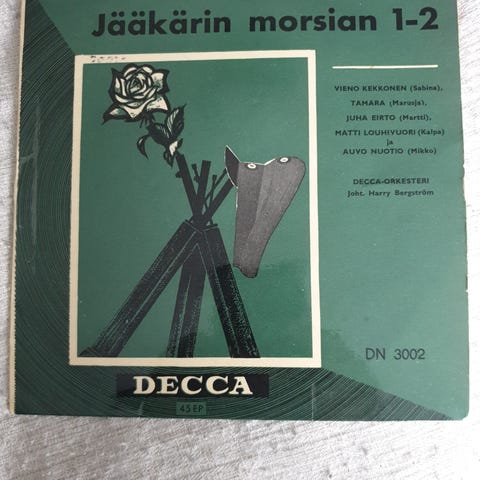 Jääkärin morsian 1-2
VIENO KEKKONEN (Sabina),
TAMARA (Marusja),
JUHA EIRTO (Martti),
MATTI LOUHIVUORI (Kalpa)
ja
AUVO NUOTIO (Mikko)
DECCA-ORKESTERI
Joht. Harry Bergström
DN 3002
DECCA
45 EP